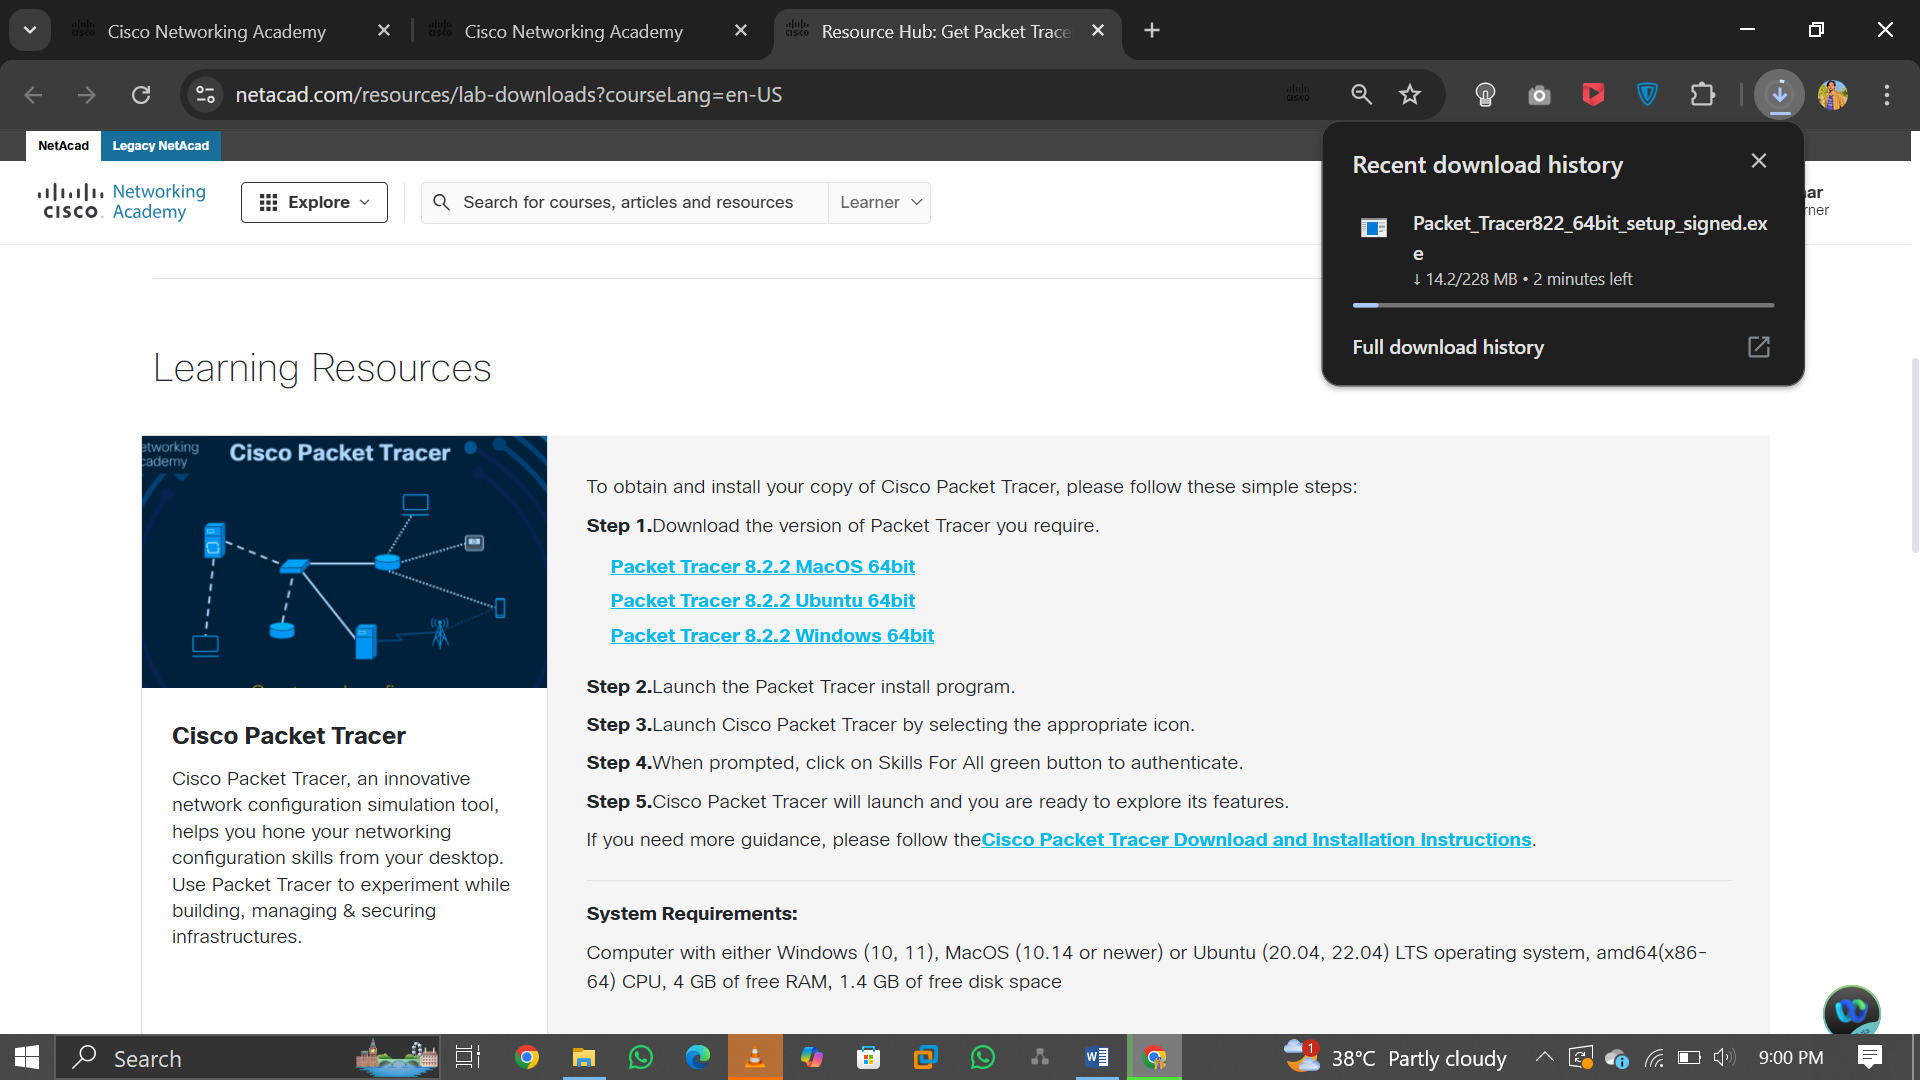 Cisco Networking Academy
Cisco Networking Academy
Resource Hub: Get Packet Trace
netacad.com/resources/lab-downloads?courseLang=en-US
NetAcad
Legacy NetAcad
Recent download history
Packet_Tracer822_64bit_setup_signed.ex
e
↓ 14.2/228 MB • 2 minutes left
Full download history
CISCO
Networking
Academy
Explore
Search for courses, articles and resources
Learner
ar
rner
Learning Resources
etworking
cademy
Cisco Packet Tracer
To obtain and install your copy of Cisco Packet Tracer, please follow these simple steps:
Step 1.Download the version of Packet Tracer you require.
Packet Tracer 8.2.2 MacOS 64bit
Packet Tracer 8.2.2 Ubuntu 64bit
Packet Tracer 8.2.2 Windows 64bit
Step 2.Launch the Packet Tracer install program.
Step 3.Launch Cisco Packet Tracer by selecting the appropriate icon.
Step 4.When prompted, click on Skills For All green button to authenticate.
Step 5.Cisco Packet Tracer will launch and you are ready to explore its features.
If you need more guidance, please follow theCisco Packet Tracer Download and Installation Instructions.
Cisco Packet Tracer
Cisco Packet Tracer, an innovative
network configuration simulation tool,
helps you hone your networking
configuration skills from your desktop.
Use Packet Tracer to experiment while
building, managing & securing
infrastructures.
System Requirements:
Computer with either Windows (10, 11), MacOS (10.14 or newer) or Ubuntu (20.04, 22.04) LTS operating system, amd64(x86-
64) CPU, 4 GB of free RAM, 1.4 GB of free disk space
Search
1
38°C Partly cloudy
9:00 PM